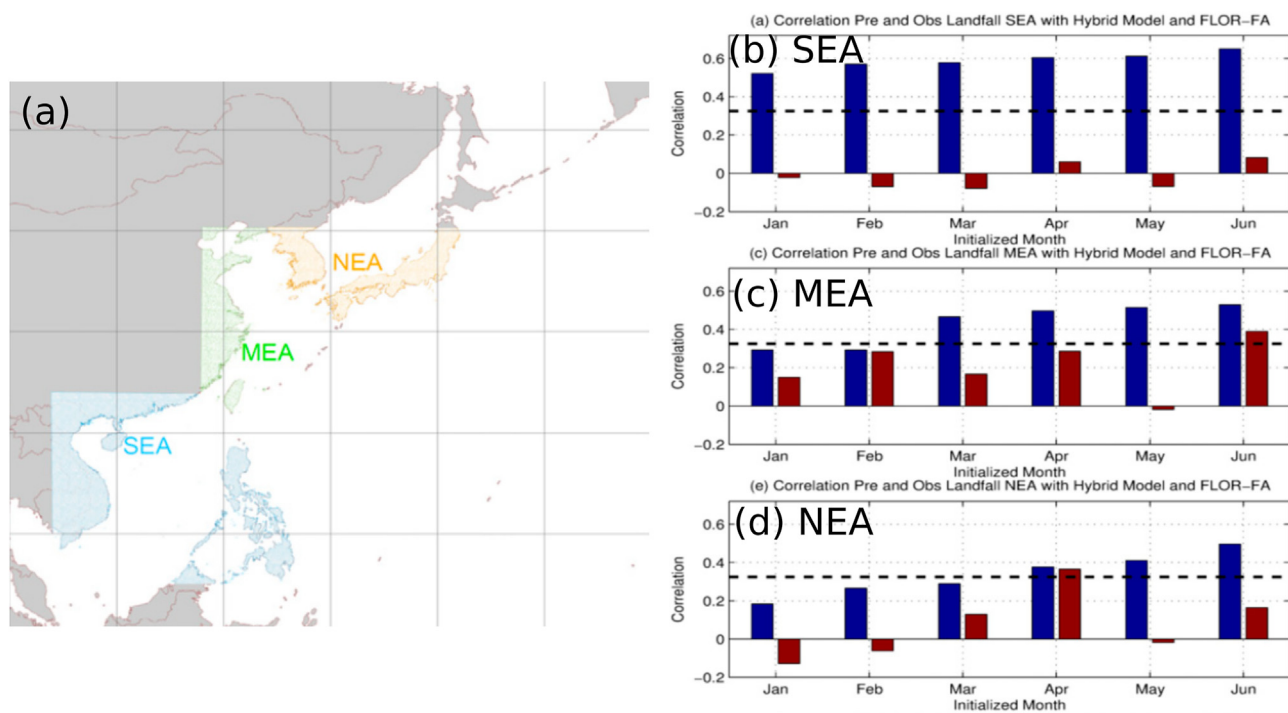 (a)
NEA
MEA
SEA
(a) Correlation Pre and Obs Landfall SEA with Hybrid Model and FLOR−FA
(b) SEA
Correlation
0.6
0.4
0.2
0
−0.2
Jan Feb Mar Apr May Jun
Initialized Month
(c) Correlation Pre and Obs Landfall MEA with Hybrid Model and FLOR−FA
(c) MEA
Correlation
0.6
0.4
0.2
0
−0.2
Jan Feb Mar Apr May Jun
Initialized Month
(e) Correlation Pre and Obs Landfall NEA with Hybrid Model and FLOR−FA
(d) NEA
Correlation
0.6
0.4
0.2
0
−0.2
Jan Feb Mar Apr May Jun
Initialized Month